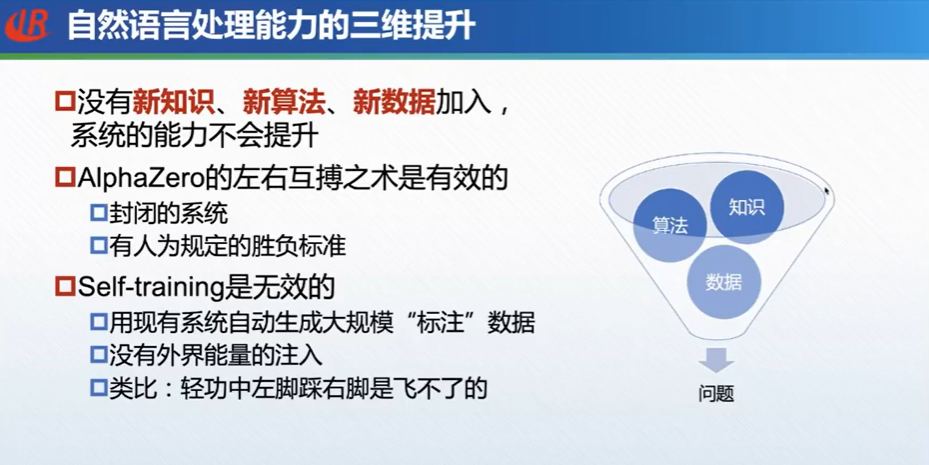 自然语言处理能力的三维提升
没有新知识、新算法、新数据加入，
系统的能力不会提升
AlphaZero的左右互搏之术是有效的
封闭的系统
有人为规定的胜负标准
Self-training是无效的
用现有系统自动生成大规模“标注”数据
没有外界能量的注入
类比：轻功中左脚踩右脚是飞不了的
算法
知识
数据
问题